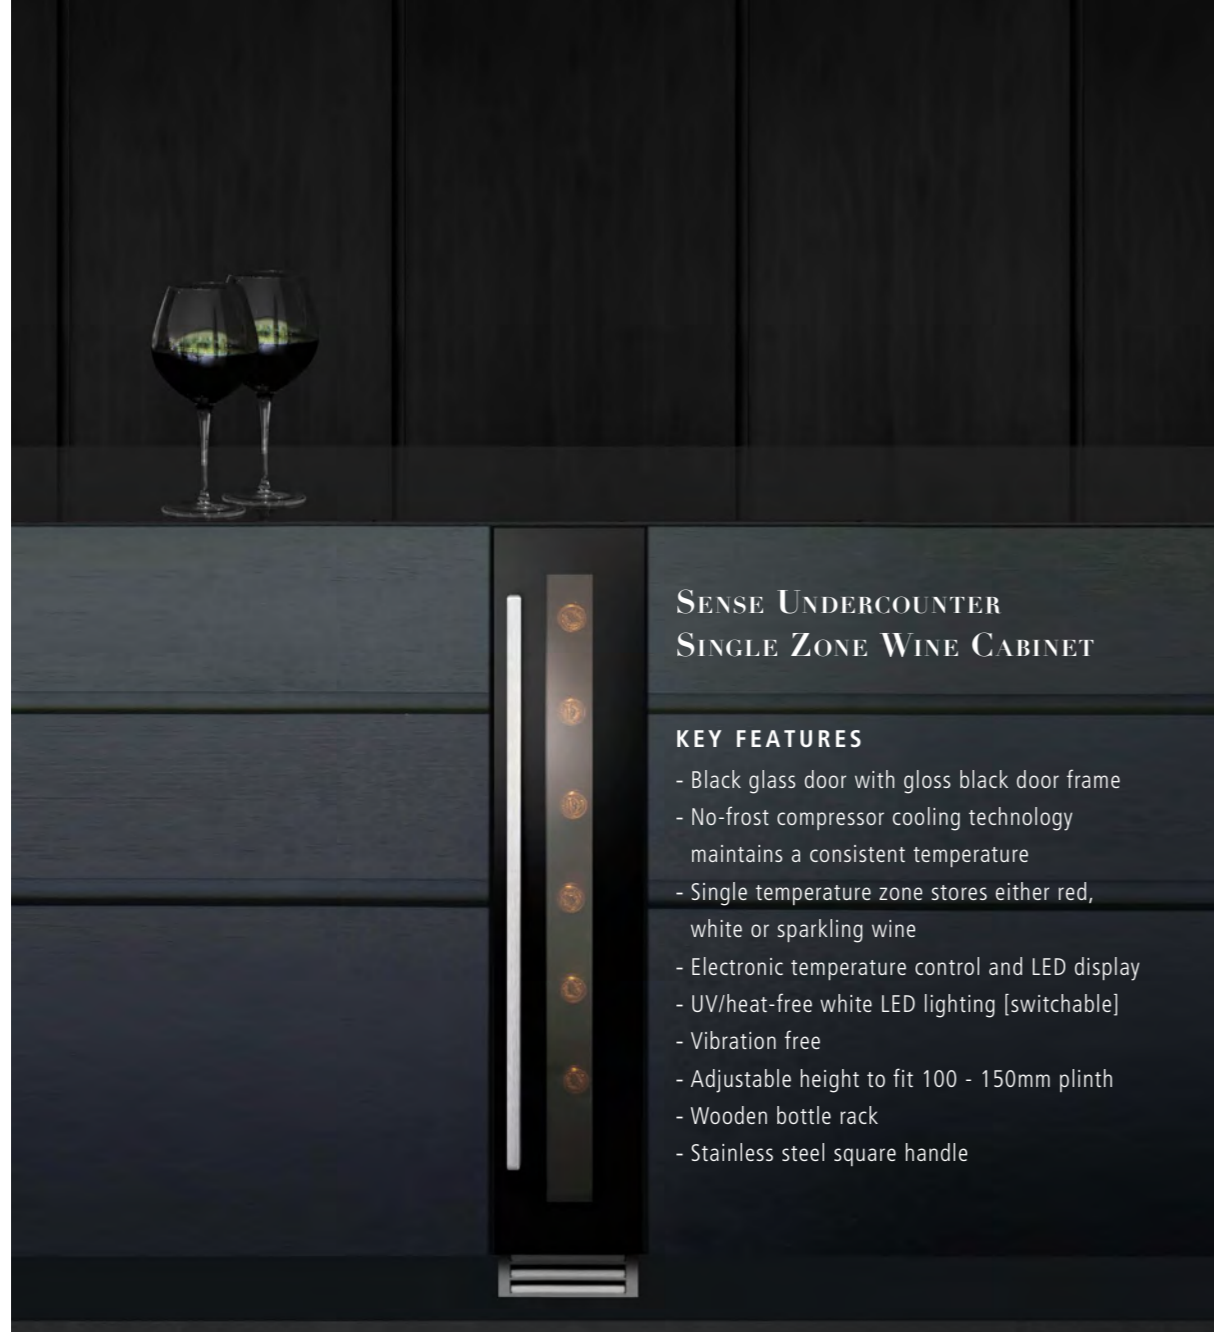 Sense Undercounter
Single Zone Wine Cabinet
KEY FEATURES
- Black glass door with gloss black door frame
- No-frost compressor cooling technology
maintains a consistent temperature
- Single temperature zone stores either red,
white or sparkling wine
- Electronic temperature control and LED display
- UV/heat-free white LED lighting [switchable]
- Vibration free
- Adjustable height to fit 100 - 150mm plinth
- Wooden bottle rack
- Stainless steel square handle